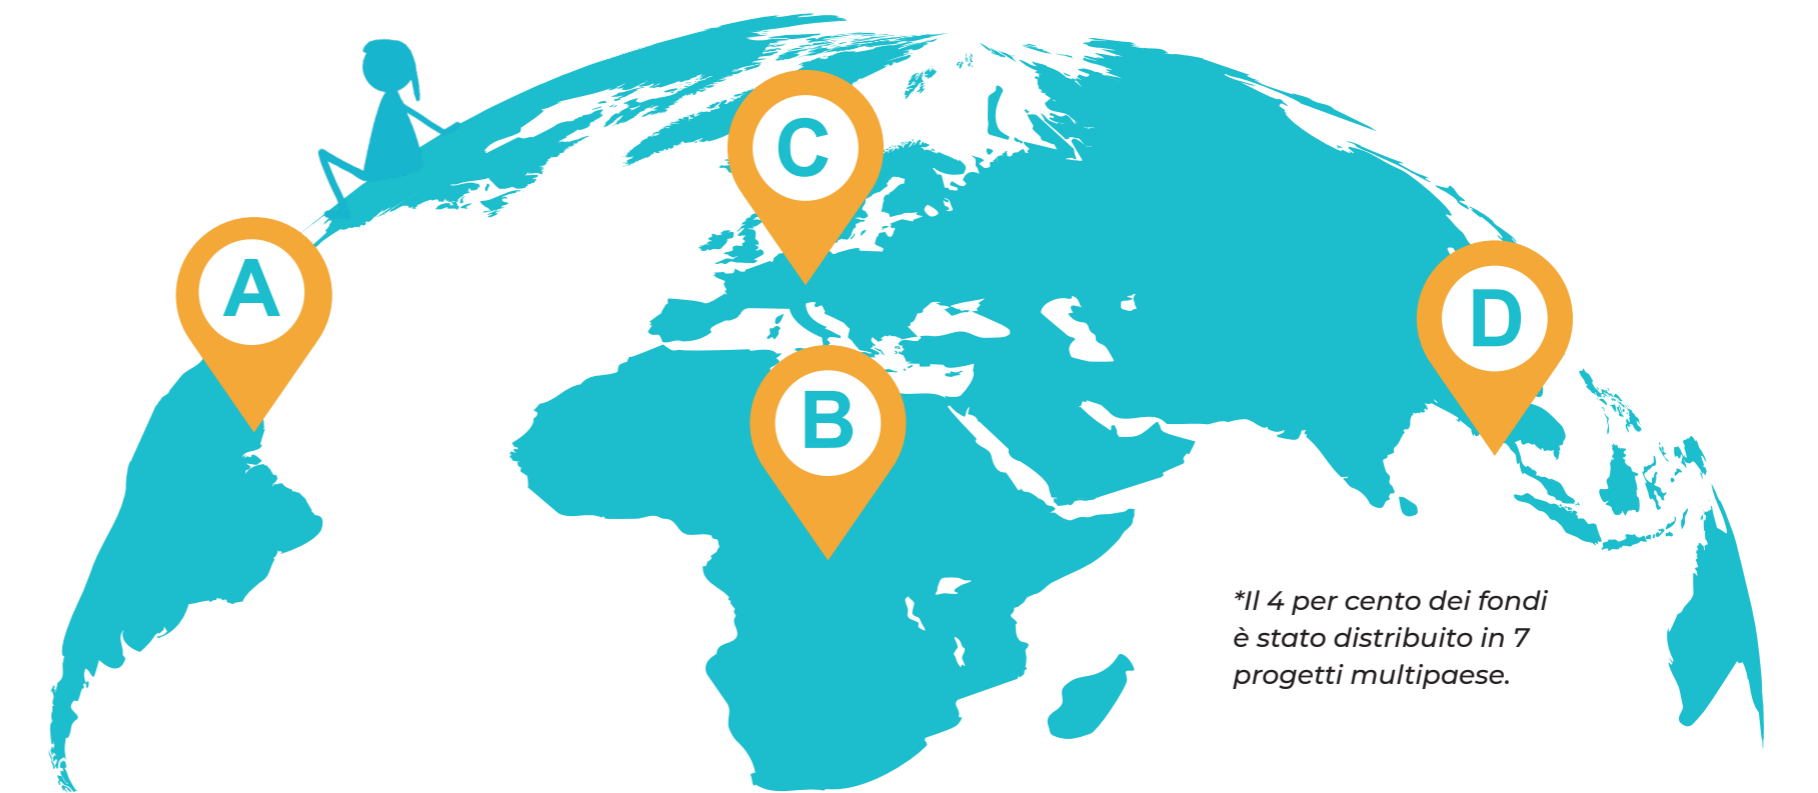 C
A
D
B
*Il 4 per cento dei fondi
è stato distribuito in 7
progetti multipaese.